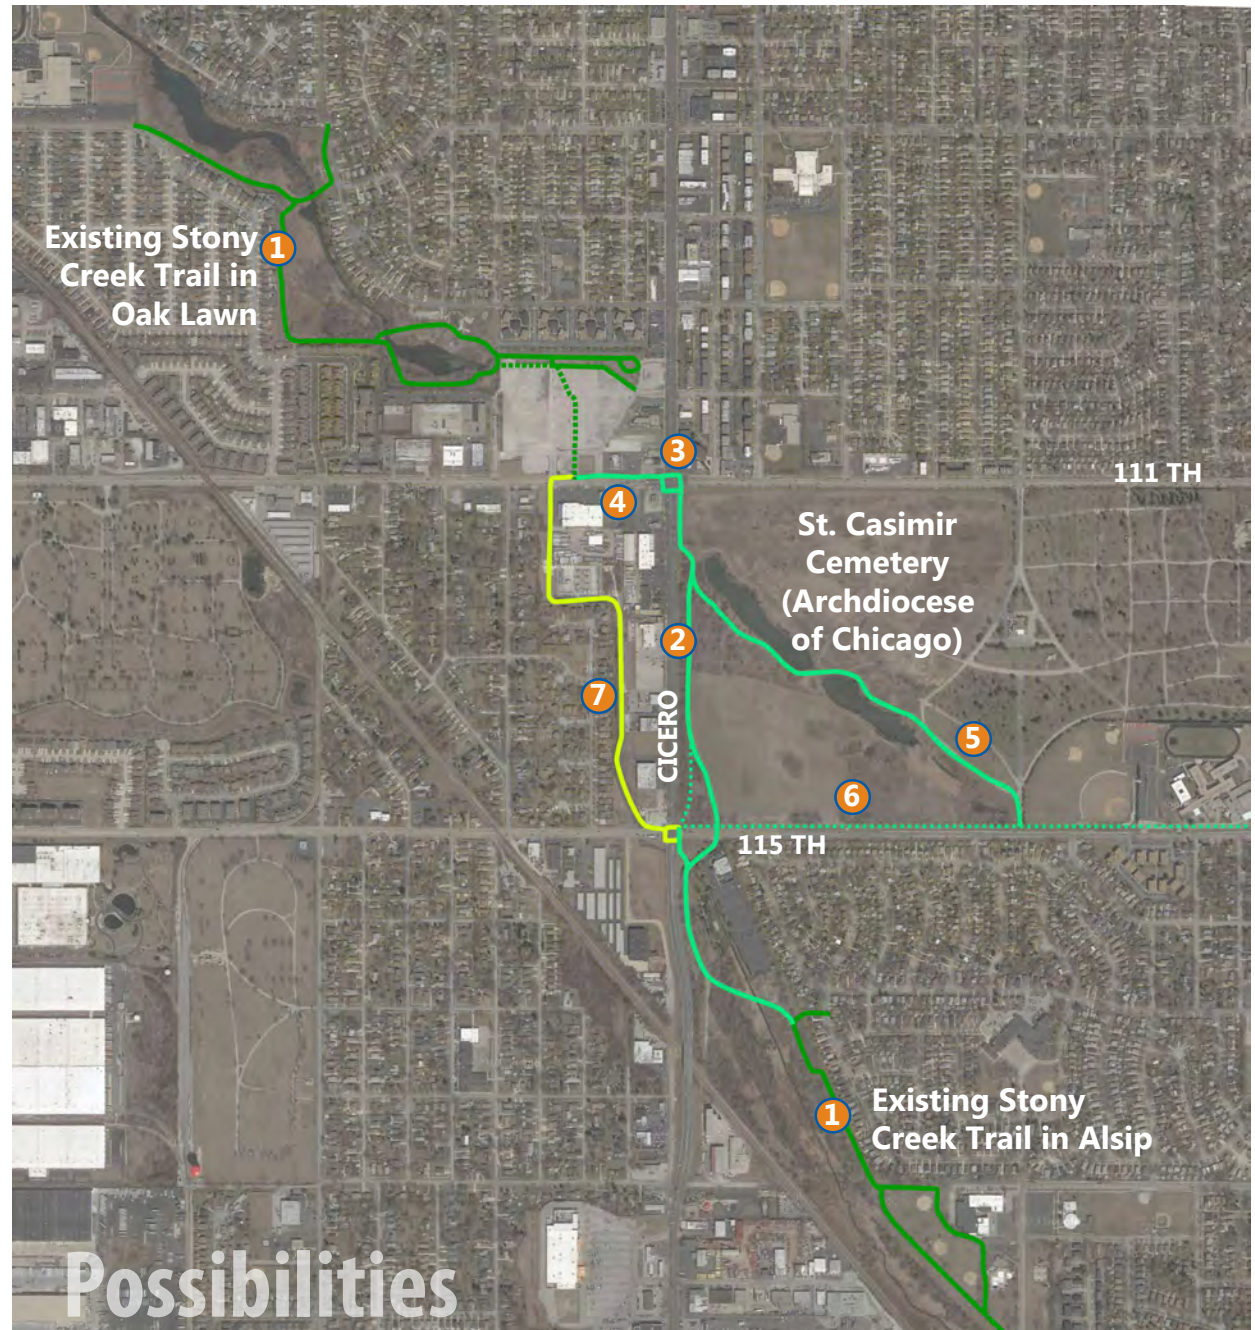 Existing Stony
Creek Trail in
Oak Lawn
1
3
111 TH
4
St. Casimir
Cemetery
(Archdiocese
of Chicago)
2
7
CICERO
5
6
115 TH
1
Existing Stony
Creek Trail in Alsip
Possibilities